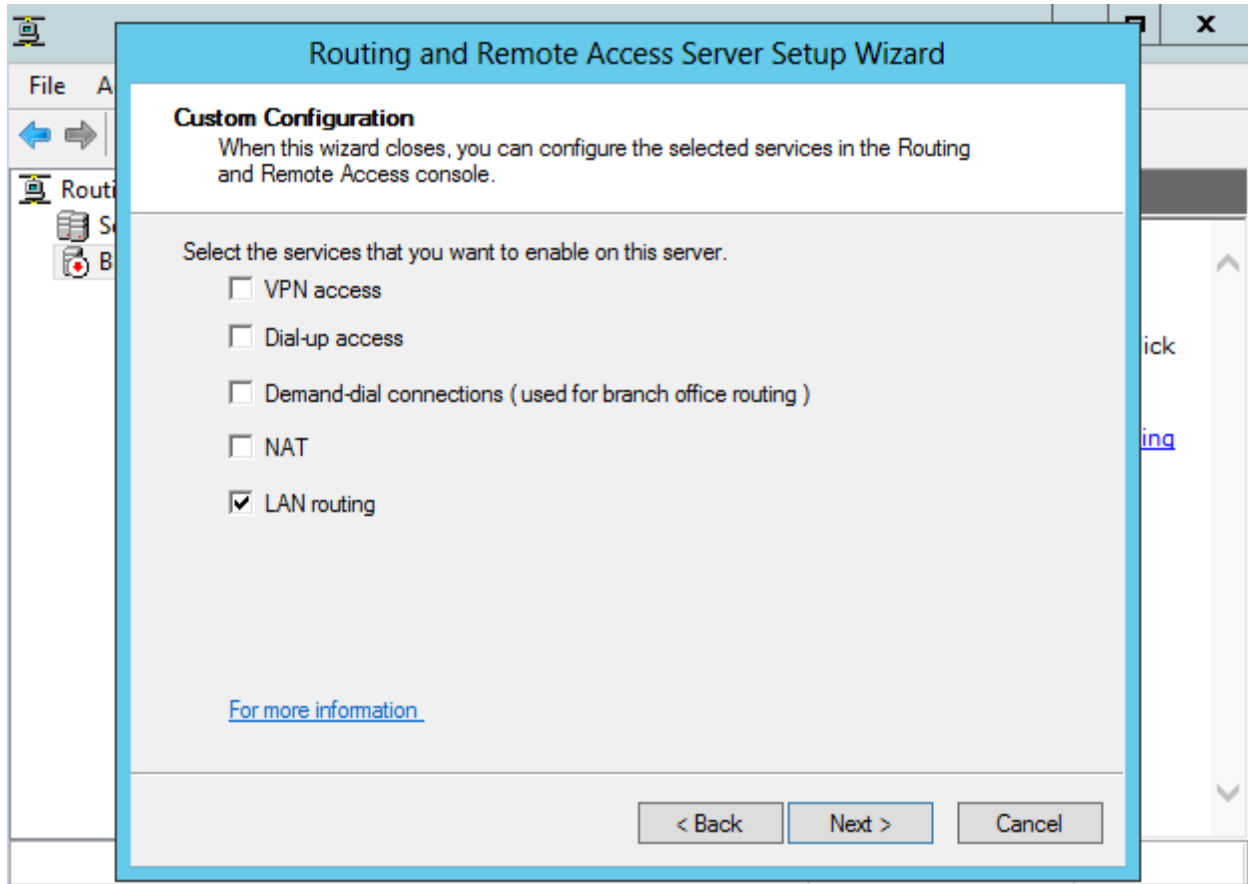 Routing and Remote Access Server Setup Wizard
File
Custom Configuration
When this wizard closes, you can configure the selected services in the Routing
and Remote Access console.
Select the services that you want to enable on this server.
VPN access
Dial-up access
Demand-dial connections ( used for branch office routing )
NAT
LAN routing
For more information
< Back
Next >
Cancel